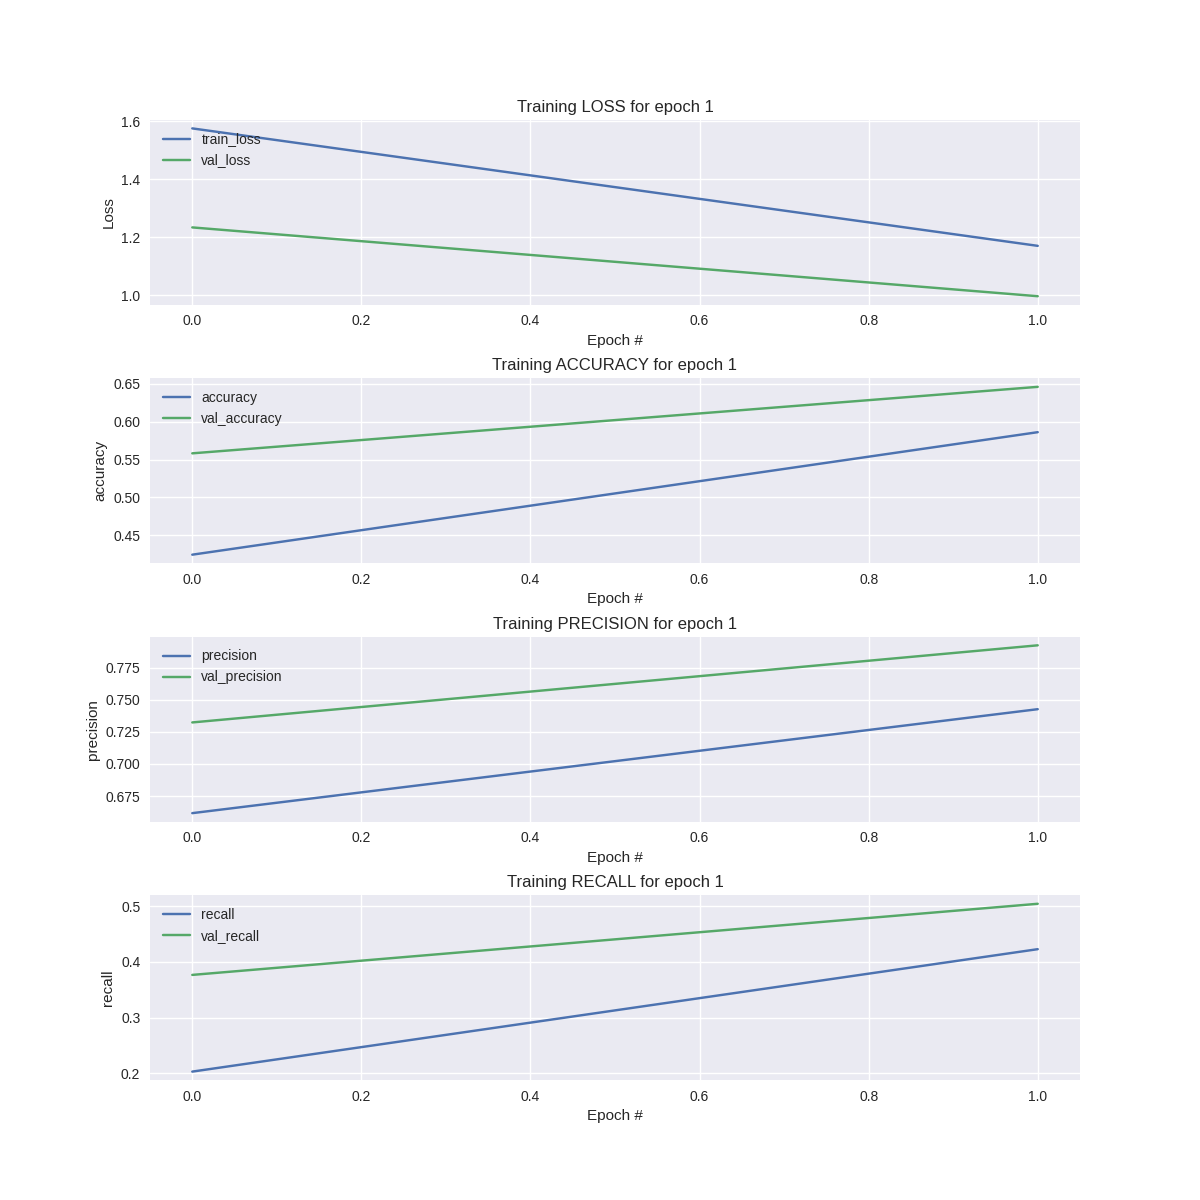 Training LOSS for epoch 1
1.6
1.4
1.2
1.0
Loss
train_loss
val_loss
0.0 0.2 0.4 0.6 0.8 1.0
Epoch #
Training ACCURACY for epoch 1
0.65
0.60
0.55
0.50
0.45
accuracy
accuracy
val_accuracy
0.0 0.2 0.4 0.6 0.8 1.0
Epoch #
Training PRECISION for epoch 1
0.775
0.750
0.725
0.700
0.675
precision
precision
val_precision
0.0 0.2 0.4 0.6 0.8 1.0
Epoch #
Training RECALL for epoch 1
0.5
0.4
0.3
0.2
recall
recall
val_recall
0.0 0.2 0.4 0.6 0.8 1.0
Epoch #